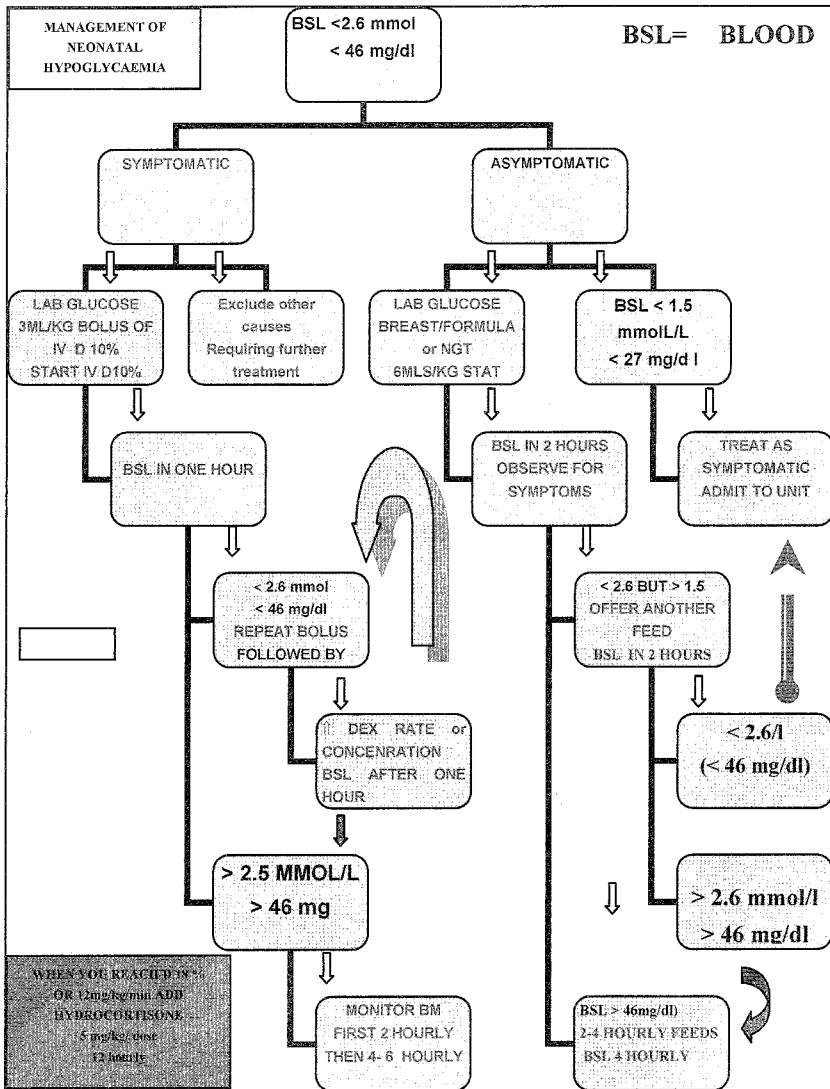 MANAGEMENT OF
NEONATAL
HYPOGLYCAEMIA
BSL <2.6 mmol
< 46 mg/dl
BSL= BLOOD
SYMPTOMATIC
ASYMPTOMATIC
LAB GLUCOSE
3ML/KG BOLUS OF
IV D 10%
START IV D10%
Exclude other
causes
Requiring further
treatment
LAB GLUCOSE
BREAST/FORMULA
or NGT
6MLS/KG STAT
BSL < 1.5
mmolL/L
< 27 mg/d l
BSL IN ONE HOUR
BSL IN 2 HOURS
OBSERVE FOR
SYMPTOMS
TREAT AS
SYMPTOMATIC
ADMIT TO UNIT
< 2.6 mmol
< 46 mg/dl
REPEAT BOLUS
FOLLOWED BY
< 2.6 BUT > 1.5
OFFER ANOTHER
FEED
BSL IN 2 HOURS
DEX RATE or
CONCENRATION
BSL AFTER ONE
HOUR
< 2.6/l
(< 46 mg/dl)
> 2.5 MMOL/L
> 46 mg
> 2.6 mmol/l
> 46 mg/dl
WHEN YOU REACHED %
OR 12mg/kg/min ADD
HYDROCORTISONE
5 mg/kg/ dose
12 hourly
MONITOR BM
FIRST 2 HOURLY
THEN 4- 6 HOURLY
BSL > 46mg/dl)
2-4 HOURLY FEEDS
BSL 4 HOURLY